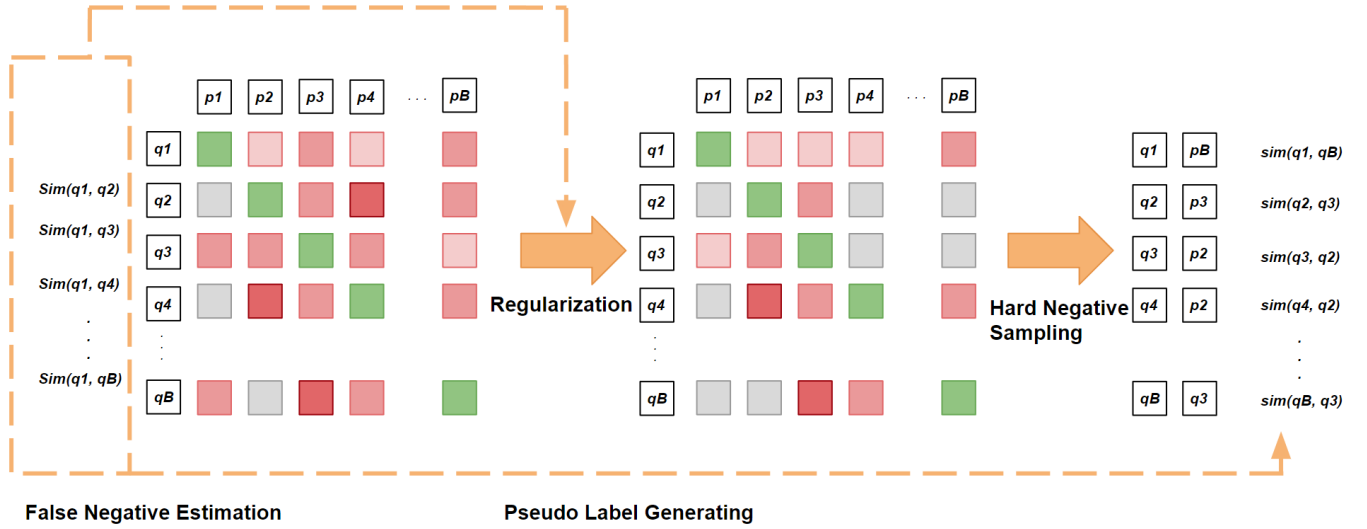 p1 p2 p3 p4 . . . pB
p1 p2 p3 p4 . . . pB
q1
q1
q1 pB sim(q1, qB)
Sim(q1, q2)
q2
q2
q2 p3 sim(q2, q3)
Sim(q1, q3)
q3
q3
q3 p2 sim(q3, q2)
Sim(q1, q4)
q4
q4
q4 p2 sim(q4, q2)
Regularization
Hard Negative
Sampling
.
.
.
.
.
.
.
.
.
.
.
.
Sim(q1, qB)
qB
qB
qB q3 sim(qB, q3)
False Negative Estimation
Pseudo Label Generating